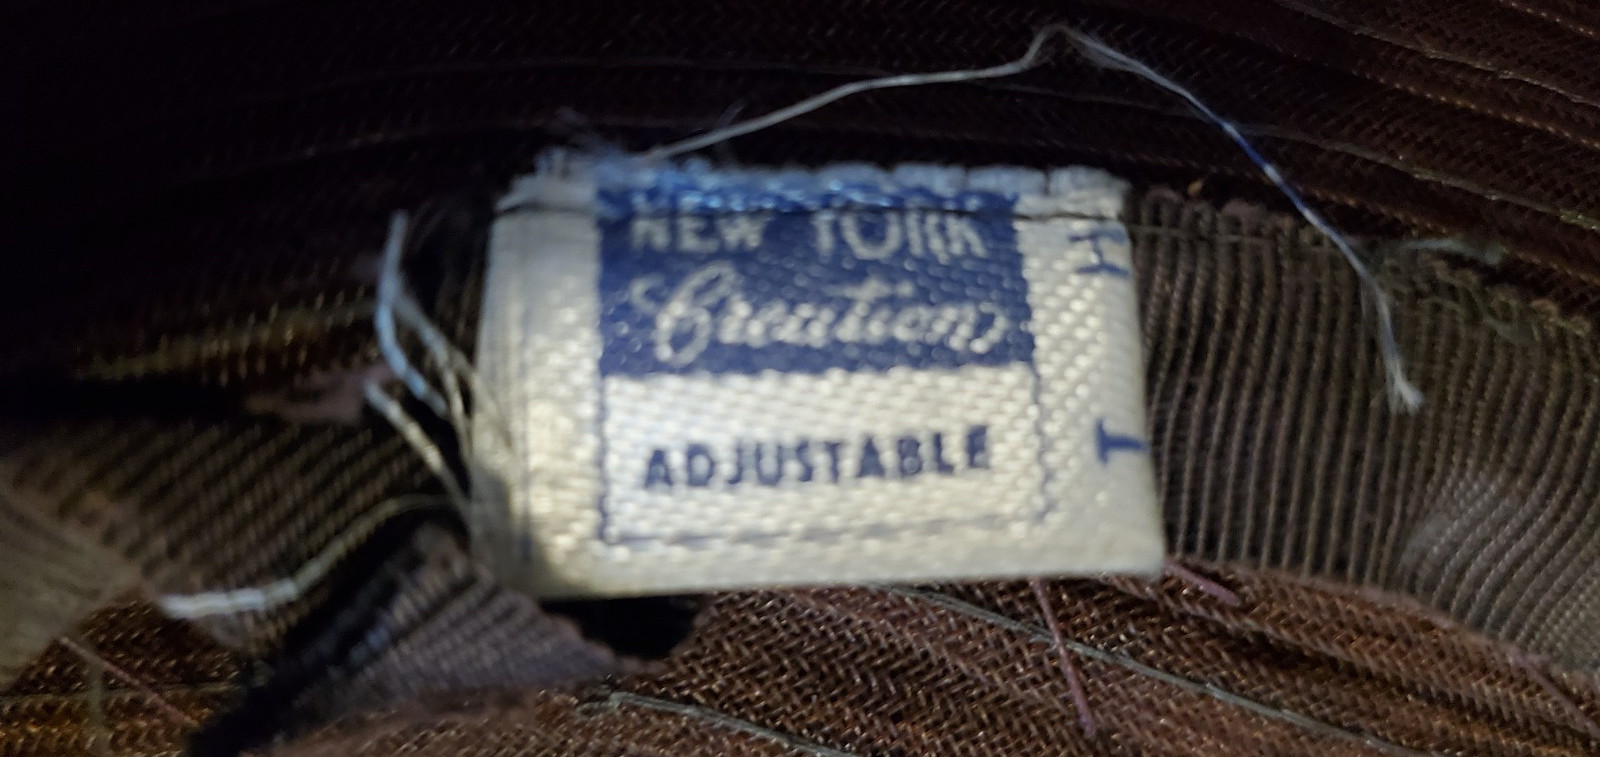 NEW YORK
Creation
ADJUSTABLE
H
T